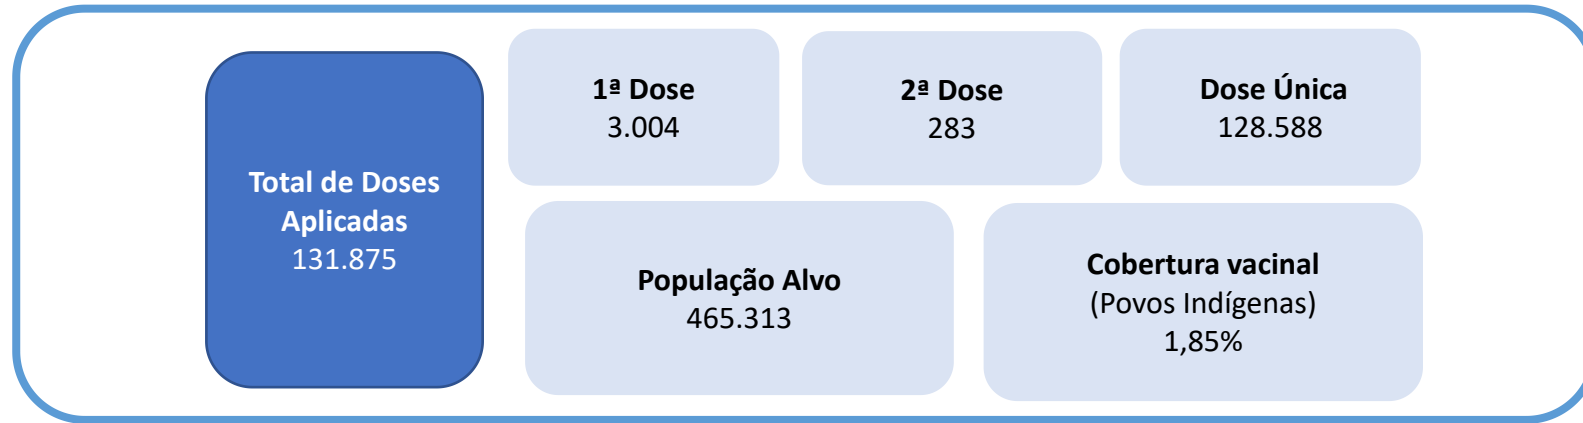 Total de Doses
Aplicadas
131.875
1ª Dose
3.004
2ª Dose
283
Dose Única
128.588
População Alvo
465.313
Cobertura vacinal
(Povos Indígenas)
1,85%